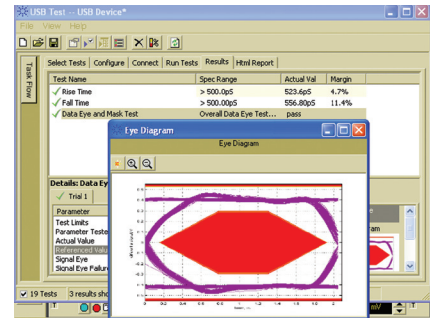 USB Test -- USB Device*
File View Help
Task Flow
Select Tests Configure Connect Run Tests Results Html Report
Test Name Spec Range Actual Val Margin
Rise Time > 500.0pS 523.6pS 4.7%
Fall Time > 500.0pS 556.80pS 11.4%
Data Eye and Mask Test Overall Data Eye Test... pass
Eye Diagram
Eye Diagram
Details: Data Ey
Trial 1
Parameter
Test Limits
Parameter Teste
Actual Value
Referenced Valu
Signal Eye
Signal Eye Failur
19 Tests 3 results sho
mV